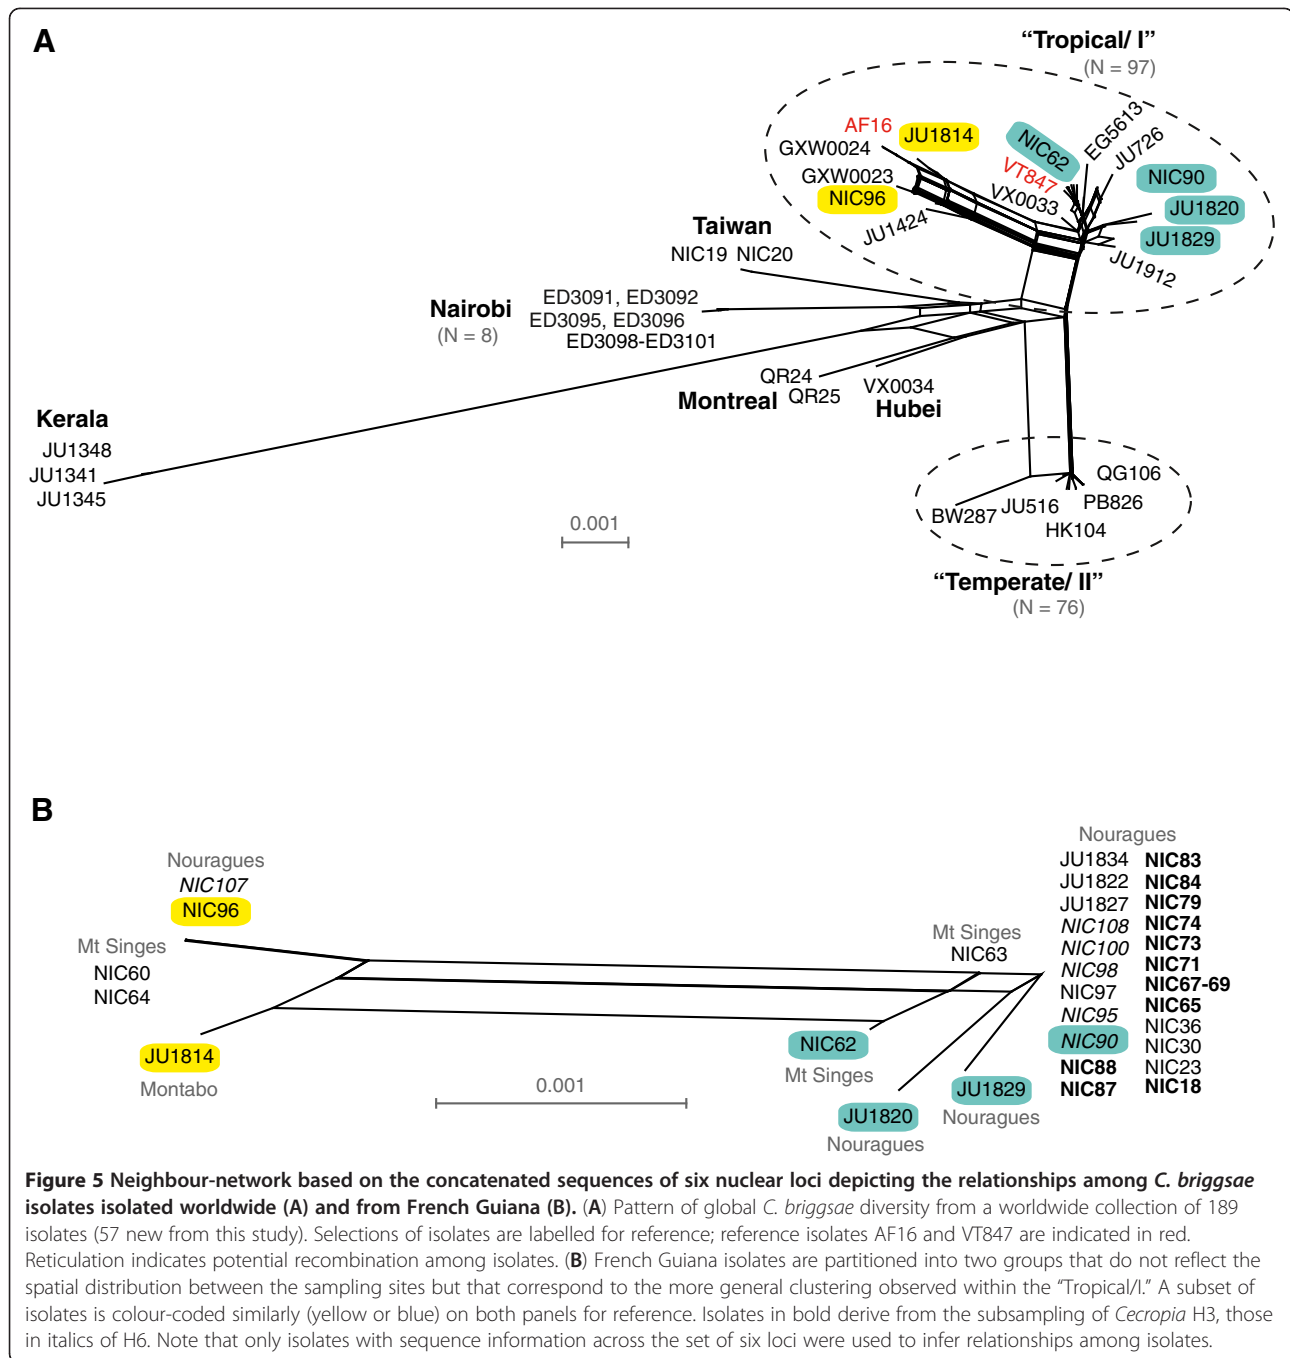 A
"Tropical/ I"
(N = 97)
AF16
JU1814
GXW0024
GXW0023
NIC96
JU1424
NIC62
VT847
VX0033
EG5613
JU726
NIC90
JU1820
JU1829
JU1912
Taiwan
NIC19 NIC20
Nairobi
(N = 8)
ED3091, ED3092
ED3095, ED3096
ED3098-ED3101
QR24
Montreal QR25
VX0034
Hubei
Kerala
JU1348
JU1341
JU1345
0.001
QG106
BW287 JU516 PB826
HK104
"Temperate/ II"
(N = 76)
B
Nouragues
NIC107
NIC96
Mt Singes
NIC60
NIC64
JU1814
Montabo
0.001
Mt Singes
NIC63
NIC62
Mt Singes
JU1820
Nouragues
JU1829
Nouragues
Nouragues
JU1834 NIC83
JU1822 NIC84
JU1827 NIC79
NIC108 NIC74
NIC100 NIC73
NIC98 NIC71
NIC97 NIC67-69
NIC95 NIC65
NIC90 NIC36
NIC30
NIC88 NIC23
NIC87 NIC18
Figure 5 Neighbour-network based on the concatenated sequences of six nuclear loci depicting the relationships among C. briggsae
isolates isolated worldwide (A) and from French Guiana (B). (A) Pattern of global C. briggsae diversity from a worldwide collection of 189
isolates (57 new from this study). Selections of isolates are labelled for reference; reference isolates AF16 and VT847 are indicated in red.
Reticulation indicates potential recombination among isolates. (B) French Guiana isolates are partitioned into two groups that do not reflect the
spatial distribution between the sampling sites but that correspond to the more general clustering observed within the "Tropical/I." A subset of
isolates is colour-coded similarly (yellow or blue) on both panels for reference. Isolates in bold derive from the subsampling of Cecropia H3, those
in italics of H6. Note that only isolates with sequence information across the set of six loci were used to infer relationships among isolates.